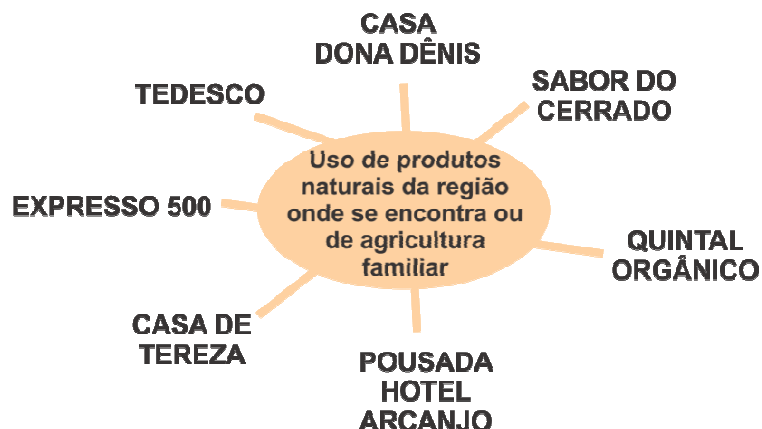 CASA
DONA DÊNIS
SABOR DO
CERRADO
TEDESCO
Uso de produtos
naturais da região
onde se encontra ou
de agricultura
familiar
EXPRESSO 500
QUINTAL
ORGÂNICO
CASA DE
TEREZA
POUSADA
HOTEL
ARCANJO